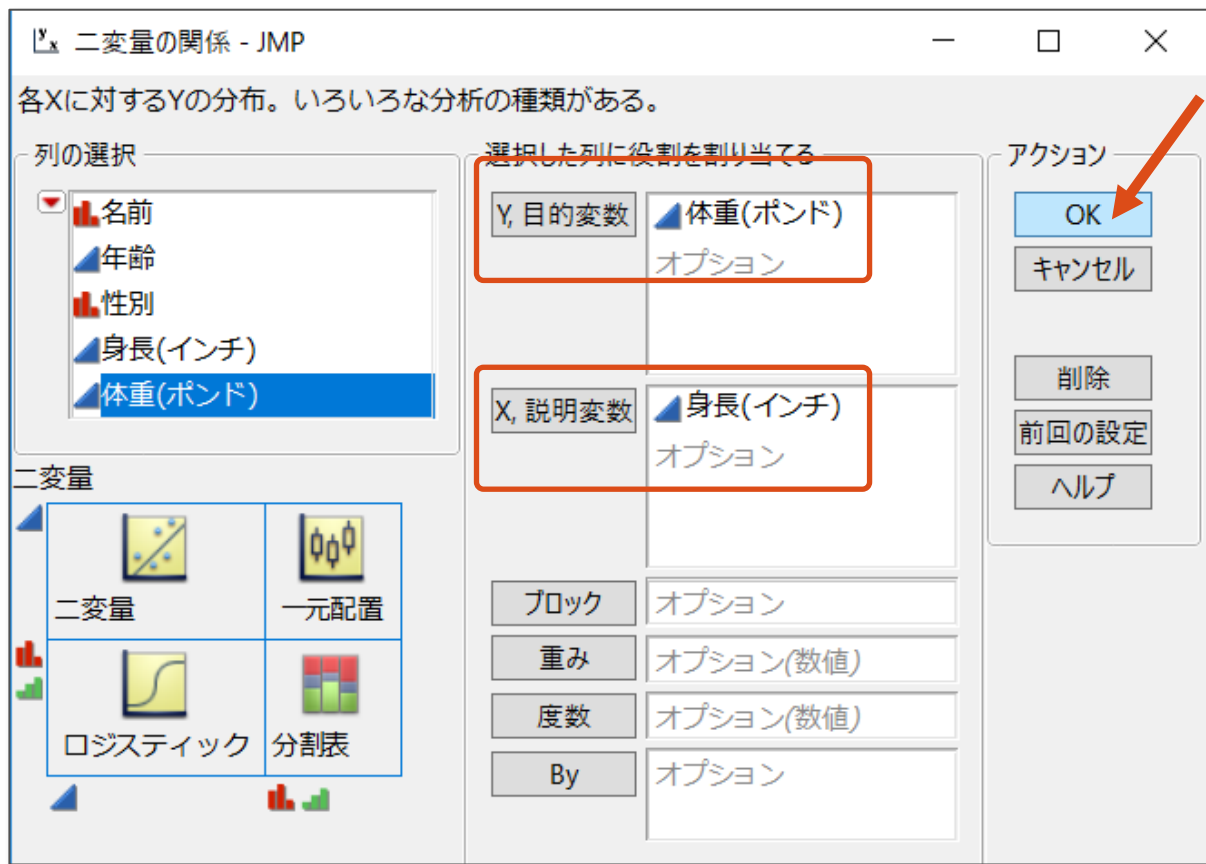 二変量の関係 - JMP
各Xに対するYの分布。いろいろな分析の種類がある。
列の選択
名前
年齢
性別
身長(インチ)
体重(ポンド)
二変量
二変量
一元配置
ロジスティック
分割表
選択した列に役割を割り当てる
Y, 目的変数
体重(ポンド)
オプション
X, 説明変数
身長(インチ)
オプション
ブロック
オプション
重み
オプション(数値)
度数
オプション(数値)
By
オプション
アクション
OK
キャンセル
削除
前回の設定
ヘルプ